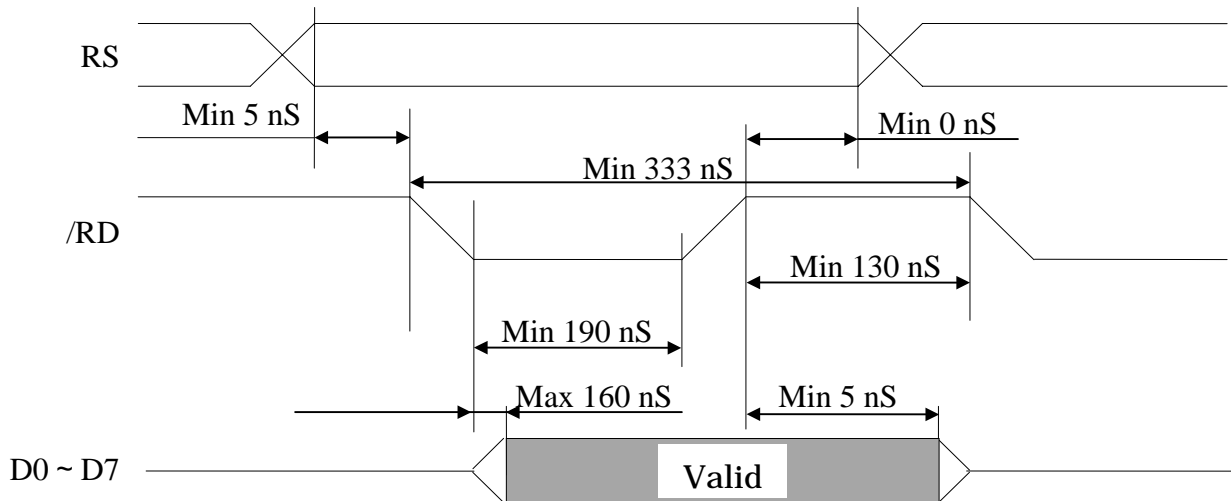 RS
Min 5 nS
Min 0 nS
Min 333 nS
/RD
Min 130 nS
Min 190 nS
Max 160 nS
Min 5 nS
D0 ~ D7
Valid